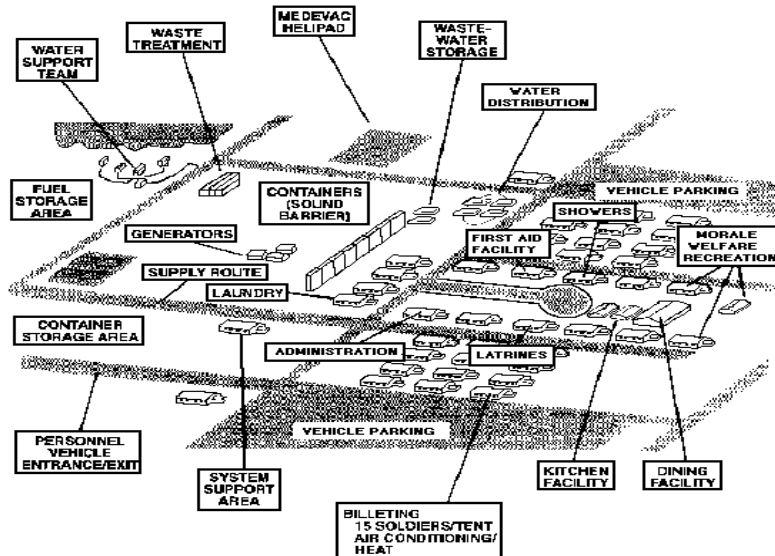 WATER
SUPPORT
TEAM
WASTE
TREATMENT
MEDEVAC
HELIPAD
WASTE-
WATER
STORAGE
WATER
DISTRIBUTION
FUEL
STORAGE
AREA
CONTAINERS
(SOUND
BARRIER)
VEHICLE PARKING
SHOWERS
GENERATORS
FIRST AID
FACILITY
MORALE
WELFARE
RECREATION
SUPPLY ROUTE
LAUNDRY
CONTAINER
STORAGE AREA
ADMINISTRATION
LATRINES
PERSONNEL
VEHICLE
ENTRANCE/EXIT
VEHICLE PARKING
SYSTEM
SUPPORT
AREA
KITCHEN
FACILITY
DINING
FACILITY
BILLETING
15 SOLDIERS/TENT
AIR CONDITIONING/
HEAT